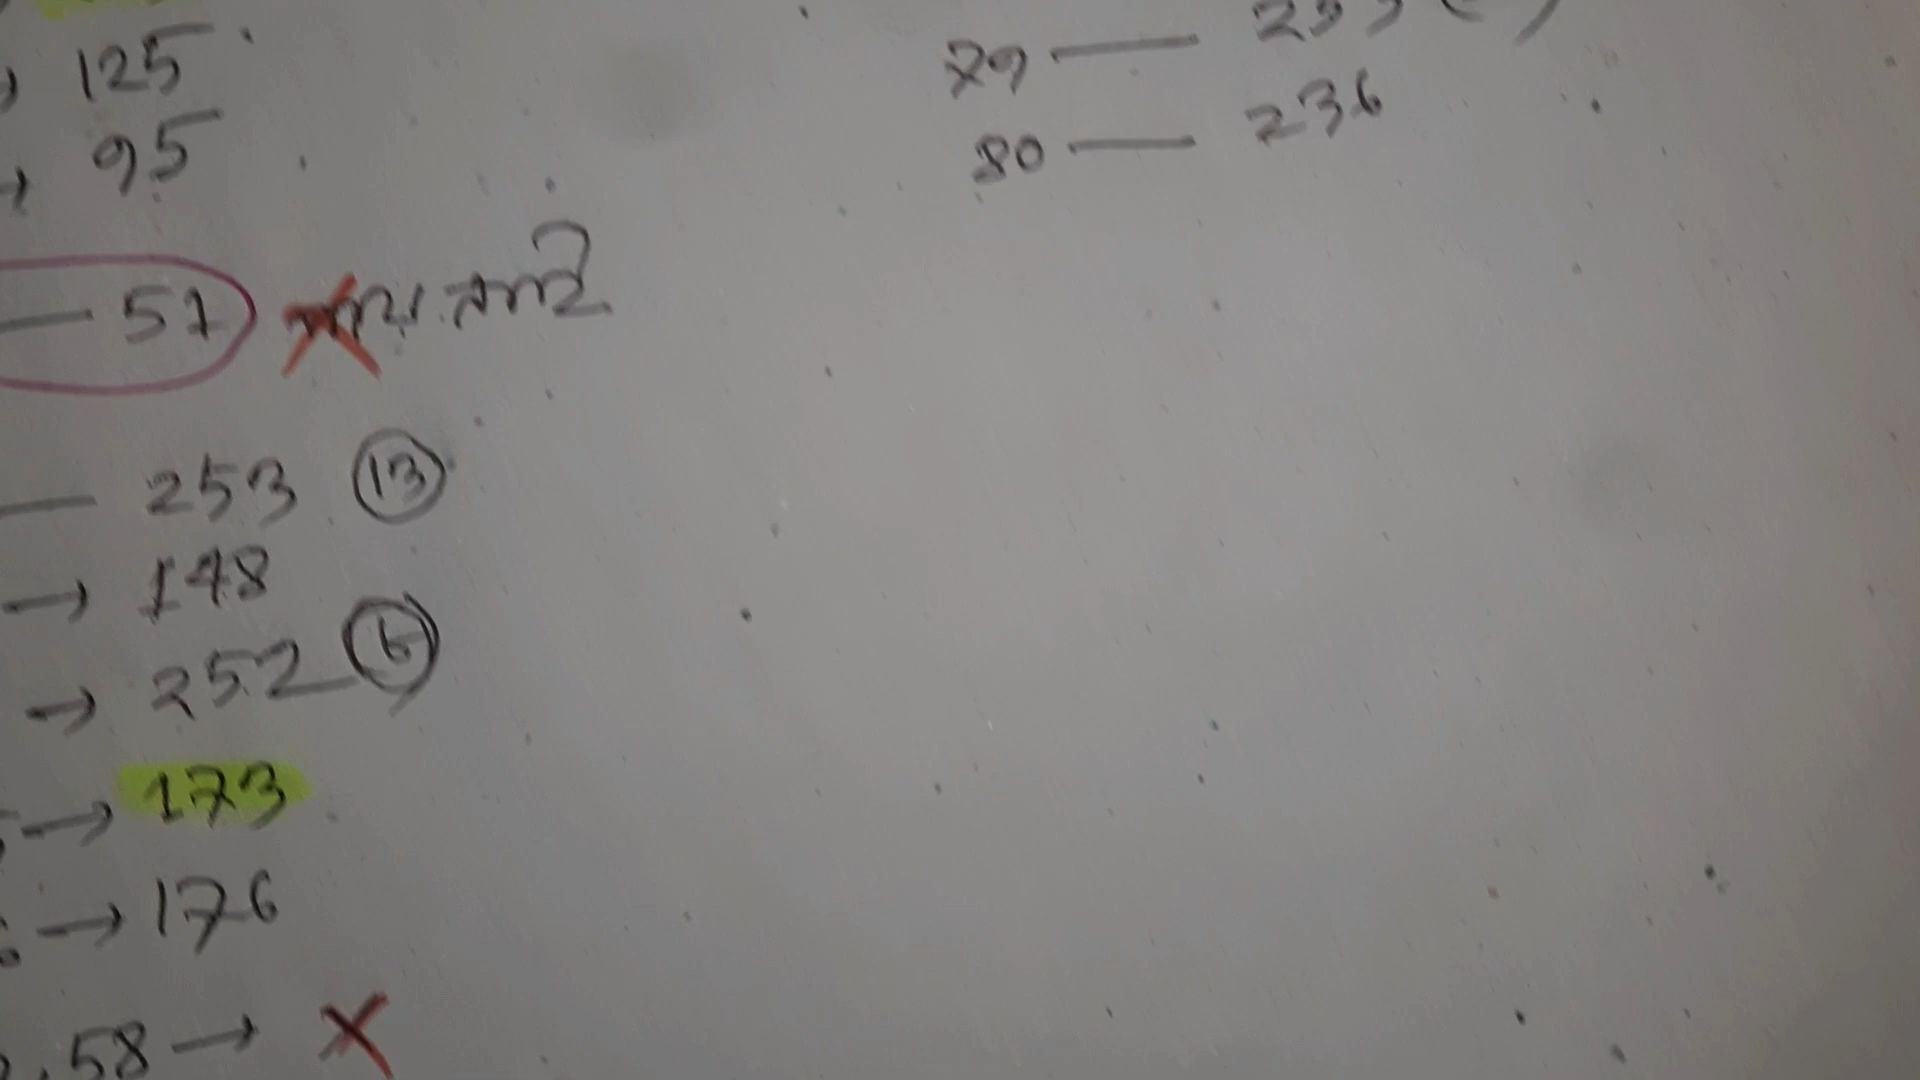 → 125
→ 95
— 51
— 253 (13)
→ 148
→ 252 (6)
→ 173
→ 176
58 → X
79 —
80 — 236